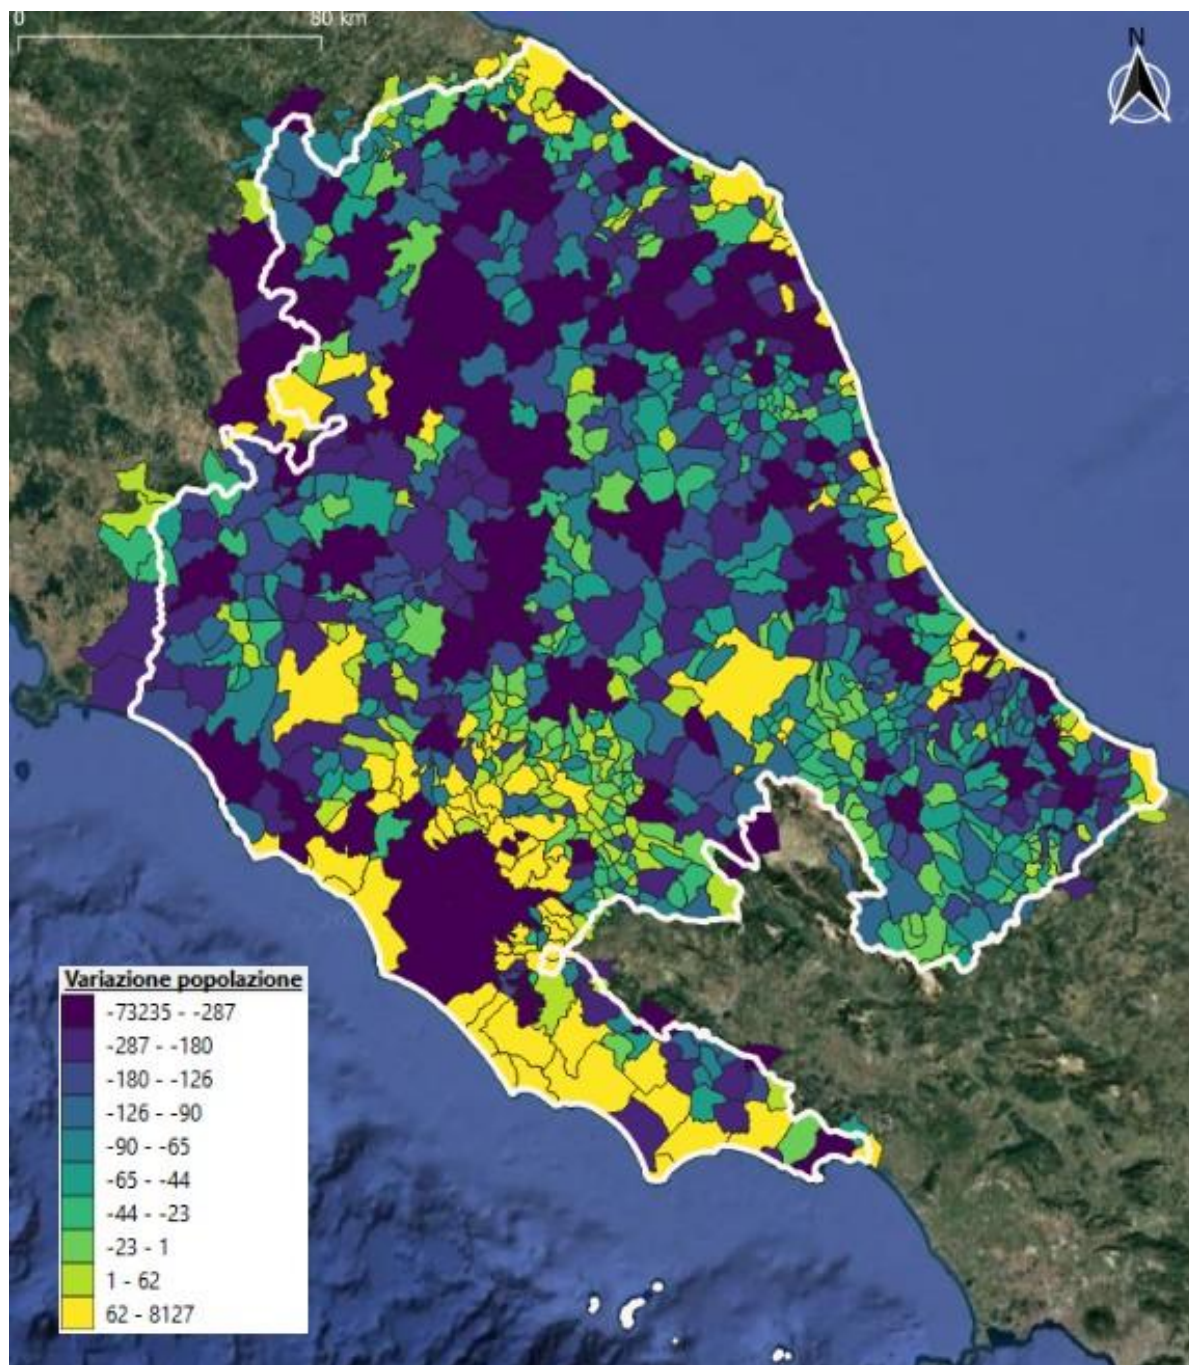 0 80 km
N
Variazione popolazione
-73235 - -287
-287 - -180
-180 - -126
-126 - -90
-90 - -65
-65 - -44
-44 - -23
-23 - 1
1 - 62
62 - 8127